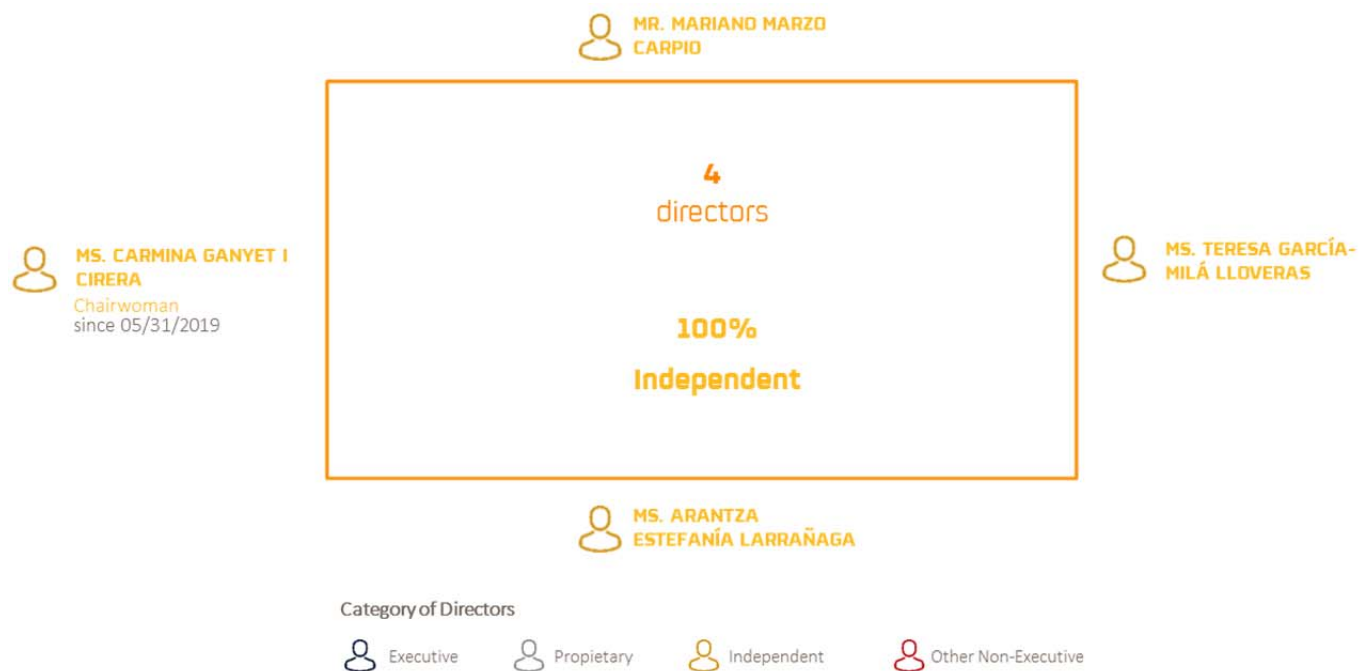 MR. MARIANO MARZO
CARPIO
4
directors
MS. CARMINA GANYET I
CIRERA
Chairwoman
since 05/31/2019
100%
Independent
MS. TERESA GARCÍA-
MILÁ LLOVERAS
MS. ARANTZA
ESTEFANÍA LARRAÑAGA
Category of Directors
Executive
Propietary
Independent
Other Non-Executive